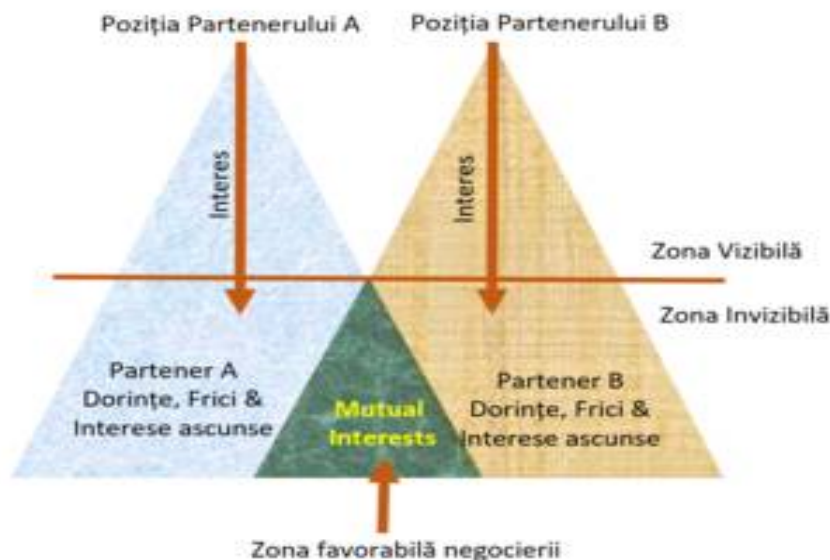 Poziția Partenerului A
Poziția Partenerului B
Interes
Interes
Zona Vizibilă
Zona Invizibilă
Partener A
Dorințe, Frici &
Interese ascunse
Mutual
Interests
Partener B
Dorințe, Frici &
Interese ascunse
Zona favorabilă negocierii